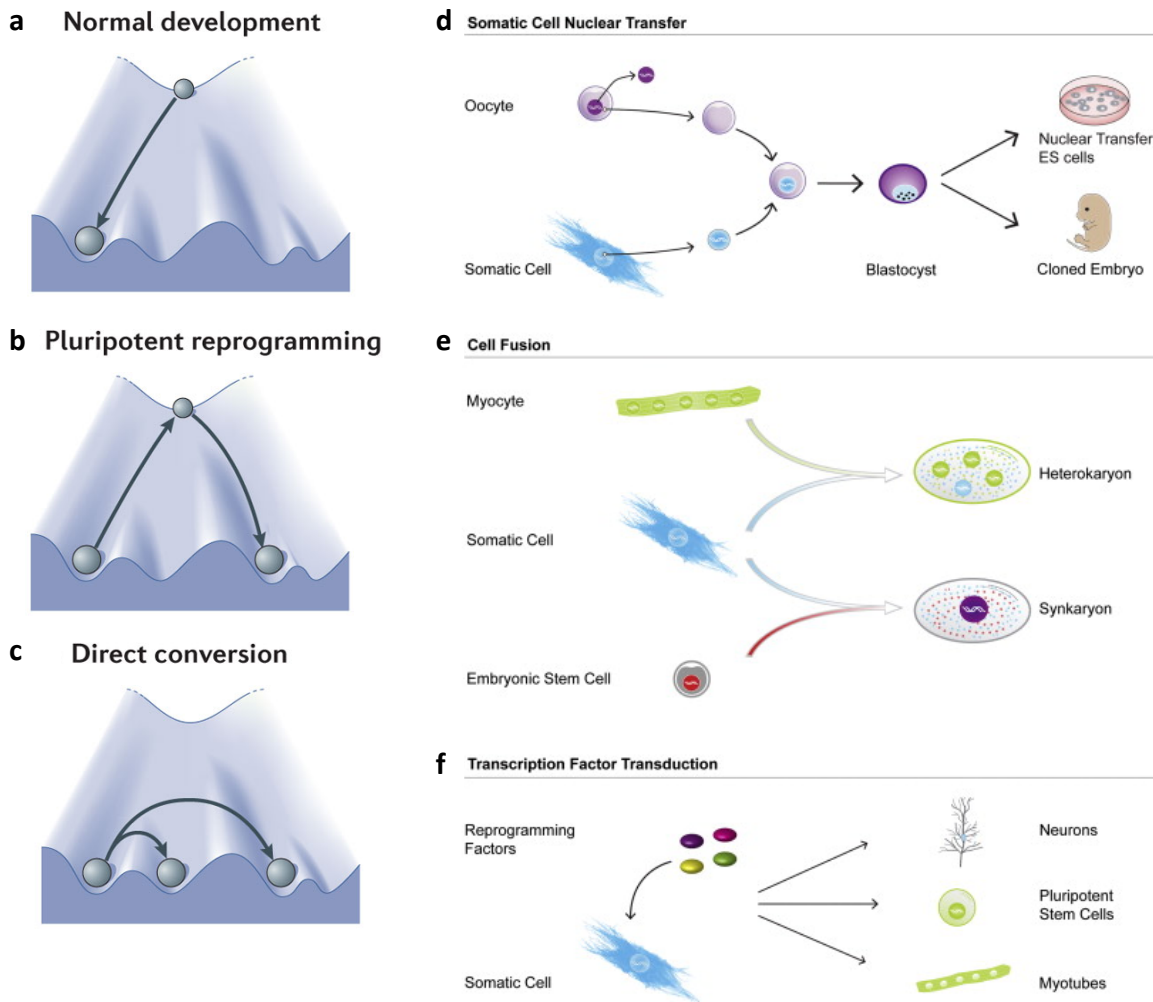 a Normal development
b Pluripotent reprogramming
c Direct conversion
d Somatic Cell Nuclear Transfer
Oocyte
Nuclear Transfer
ES cells
Somatic Cell
Blastocyst
Cloned Embryo
e Cell Fusion
Myocyte
Heterokaryon
Somatic Cell
Synkaryon
Embryonic Stem Cell
f Transcription Factor Transduction
Reprogramming
Factors
Neurons
Pluripotent
Stem Cells
Somatic Cell
Myotubes